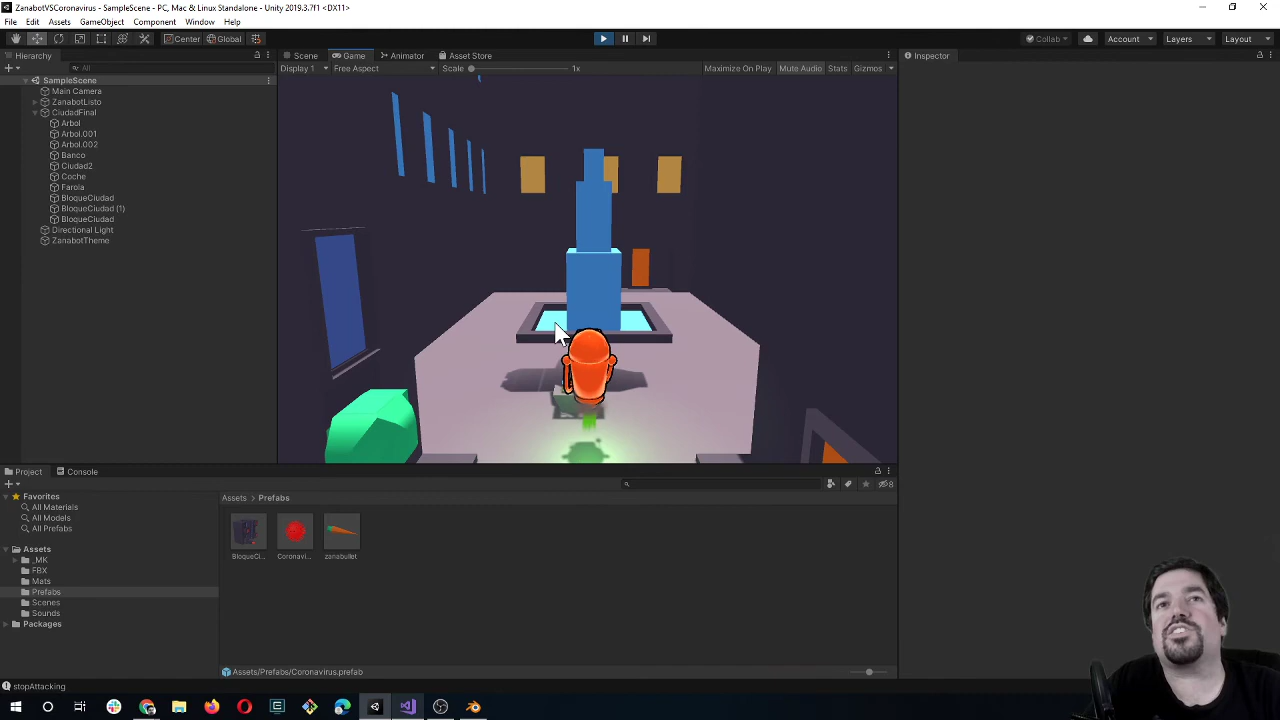 ZanabotVSCoronavirus - SampleScene - PC, Mac & Linux Standalone - Unity 2019.3.7f1 <DX11>
File Edit Assets GameObject Component Window Help
Center Global Collab Account Layers Layout
Hierarchy Scene Game Animator Asset Store Inspector
All Display 1 Free Aspect Scale 1x Maximize On Play Mute Audio Stats Gizmos
SampleScene
Main Camera
ZanabotListo
CiudadFinal
Arbol
Arbol.001
Arbol.002
Banco
Ciudad2
Coche
Farola
BloqueCiudad
BloqueCiudad (1)
BloqueCiudad
Directional Light
ZanabotTheme
Project Console
8
Favorites
All Materials
All Models
All Prefabs
Assets
_MK
FBX
Mats
Prefabs
Scenes
Sounds
Packages
Assets > Prefabs
BloqueCi... Coronavi... zanabullet
Assets/Prefabs/Coronavirus.prefab
stopAttacking